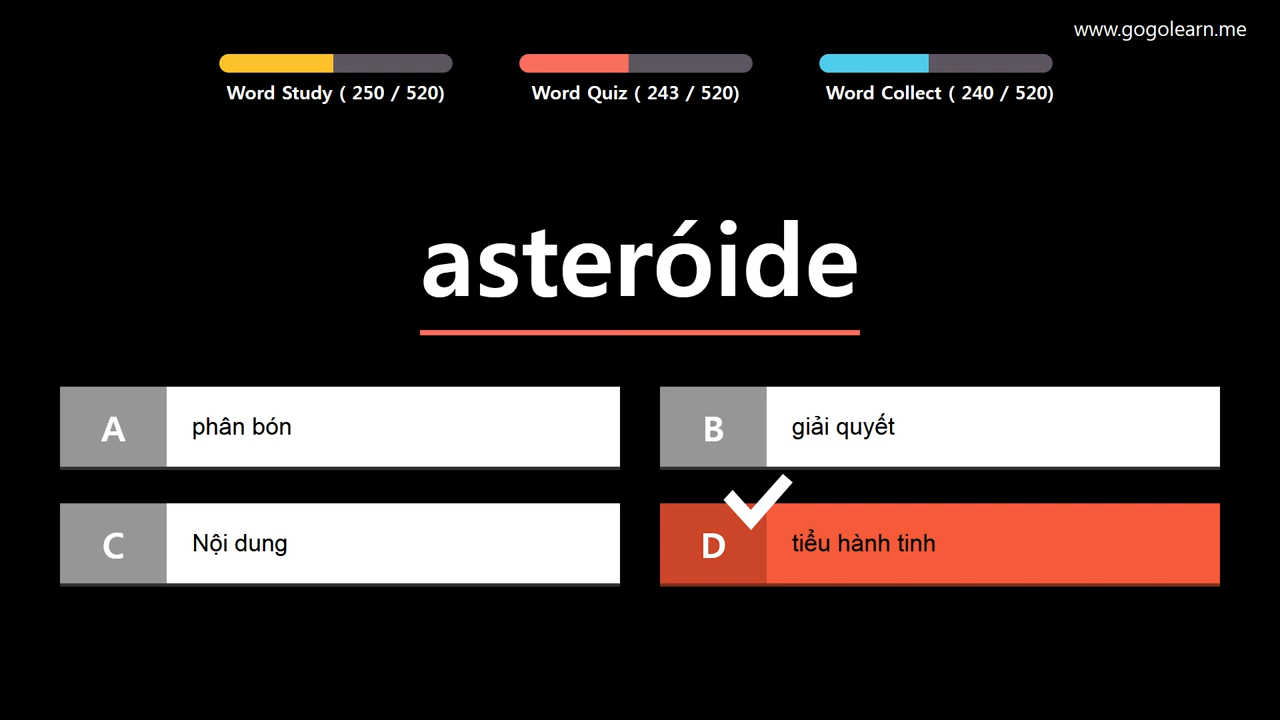 www.gogolearn.me
Word Study ( 250 / 520)
Word Quiz ( 243 / 520)
Word Collect ( 240 / 520)
asteróide
A phân bón
B giải quyết
C Nội dung
D tiểu hành tinh